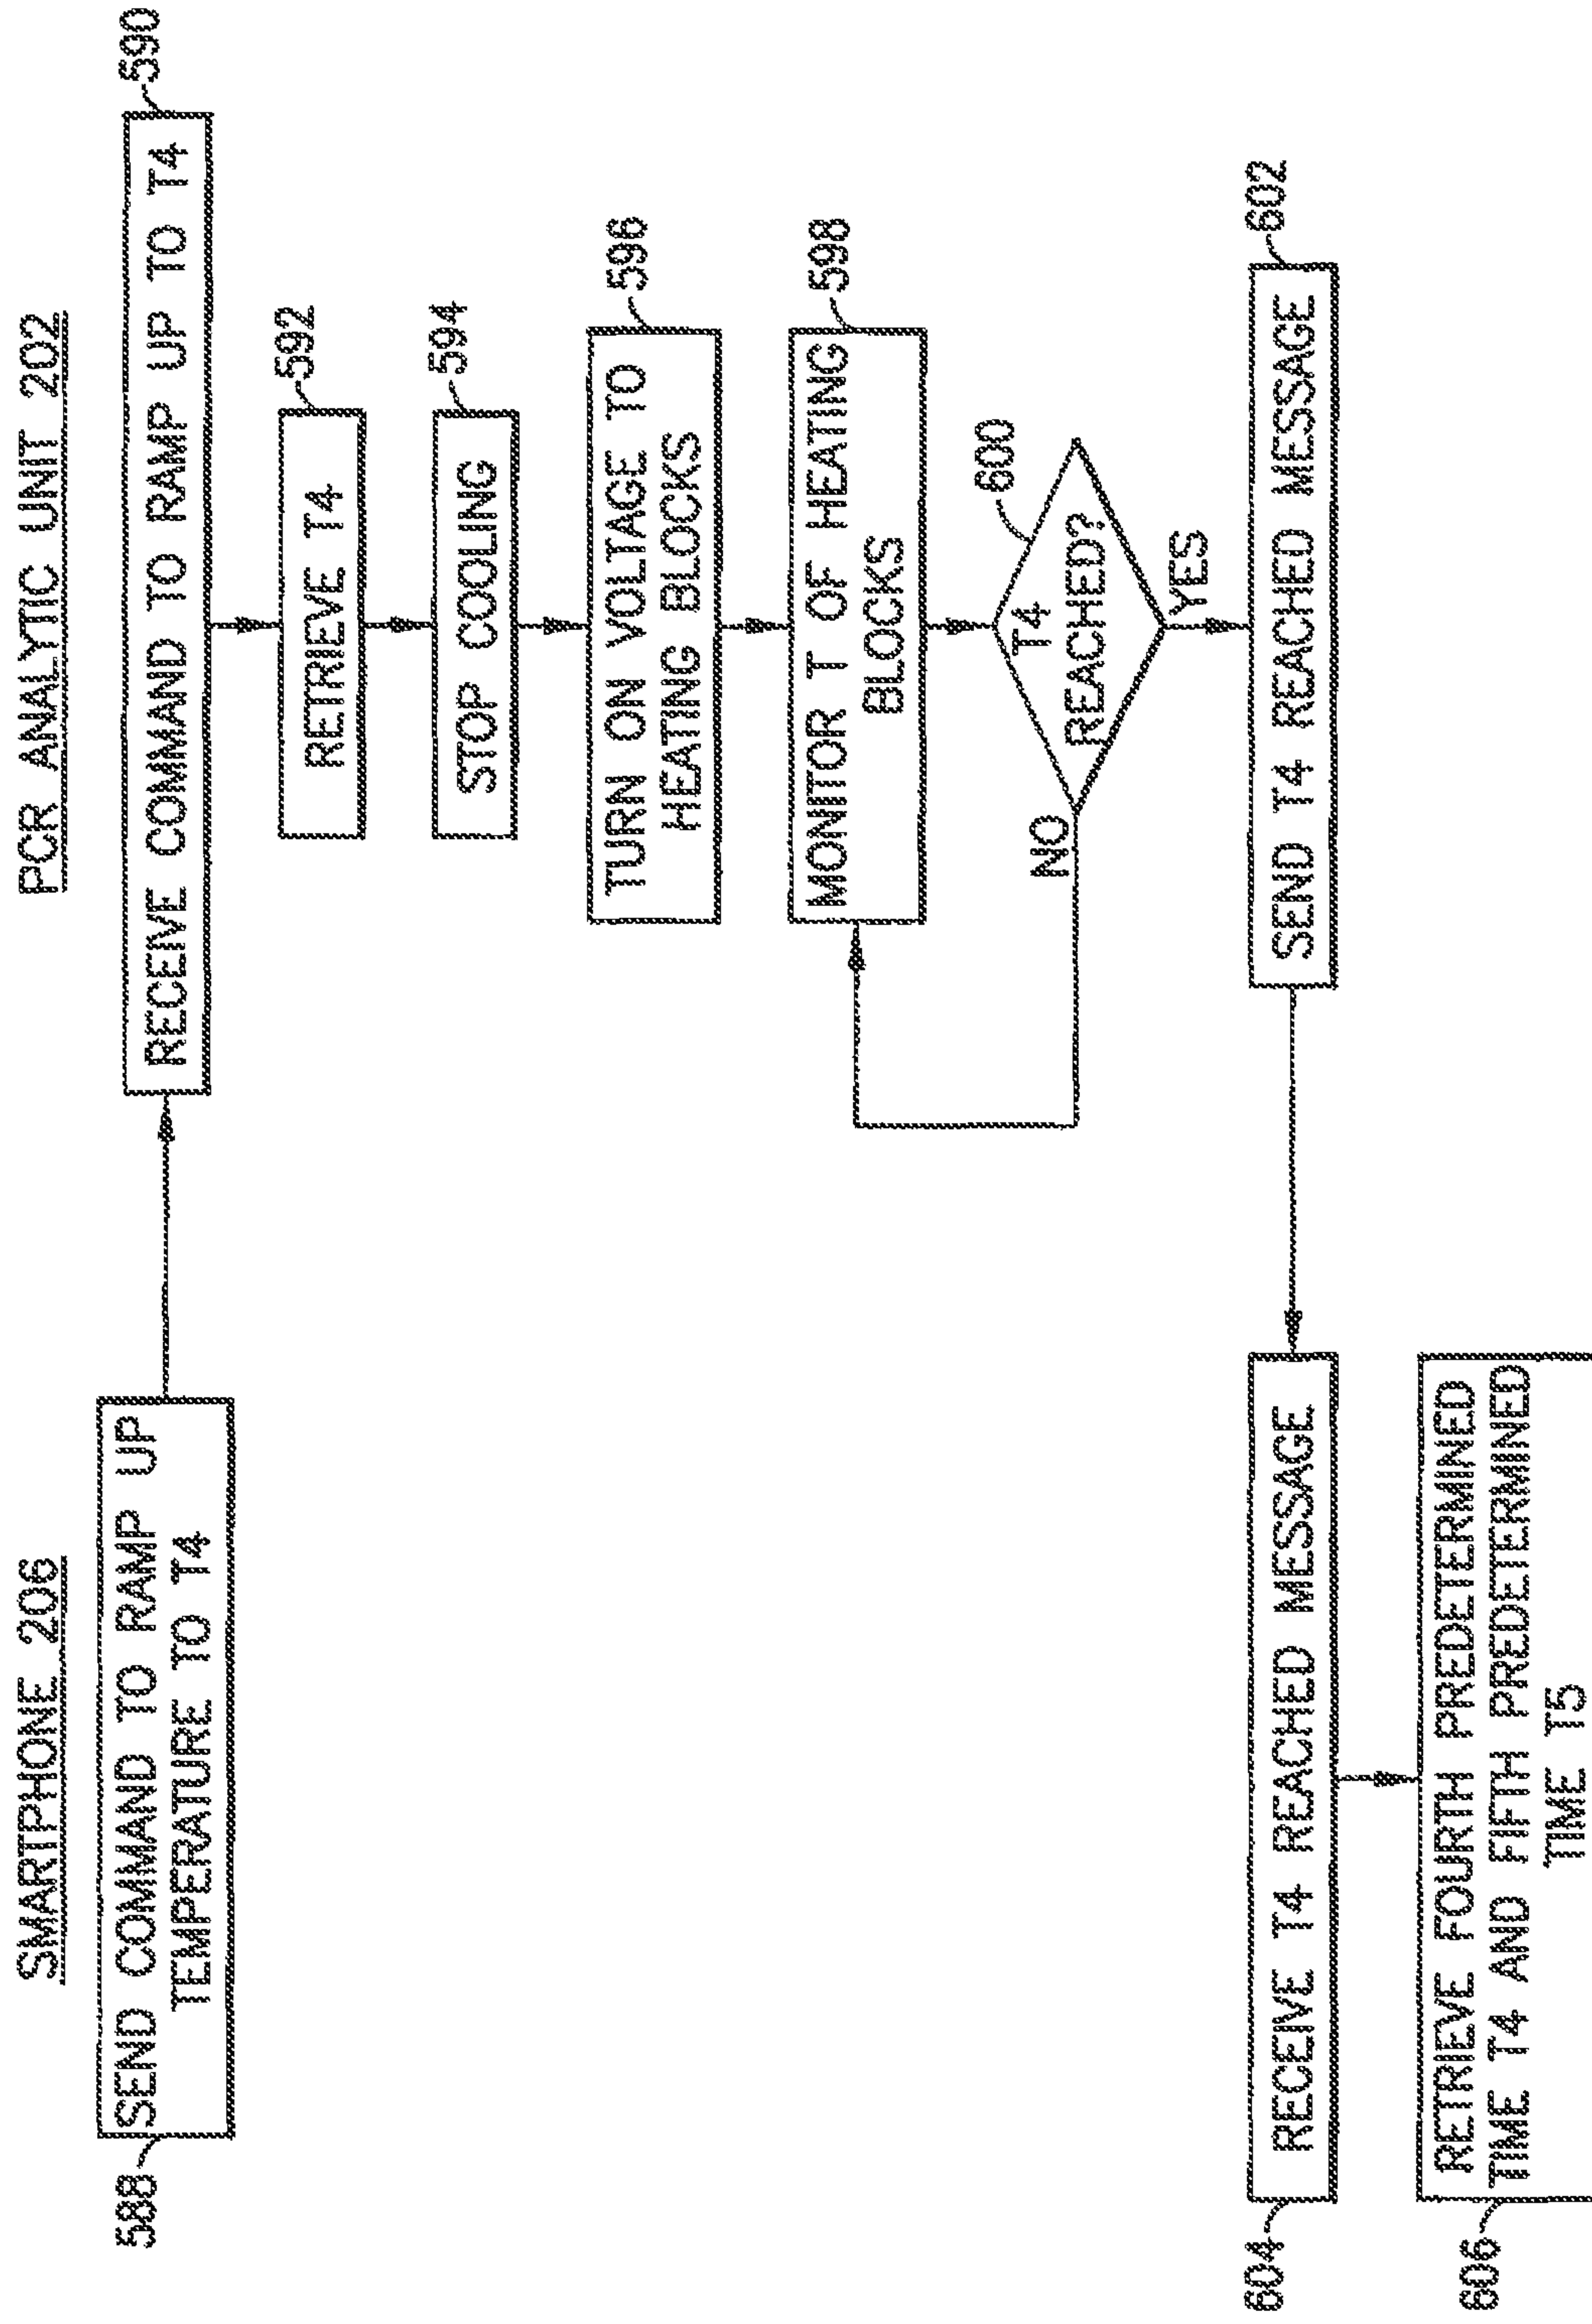 SMARTPHONE 206
PCR ANALYTIC UNIT 202
588
SEND COMMAND TO RAMP UP
TEMPERATURE TO T4
590
RECEIVE COMMAND TO RAMP UP TO T4
592
RETRIEVE T4
594
STOP COOLING
596
TURN ON VOLTAGE TO
HEATING BLOCKS
598
MONITOR T OF HEATING
BLOCKS
600
T4
REACHED?
NO
YES
602
SEND T4 REACHED MESSAGE
604
RECEIVE T4 REACHED MESSAGE
606
RETRIEVE FOURTH PREDETERMINED
TIME T4 AND FIFTH PREDETERMINED
TIME T5